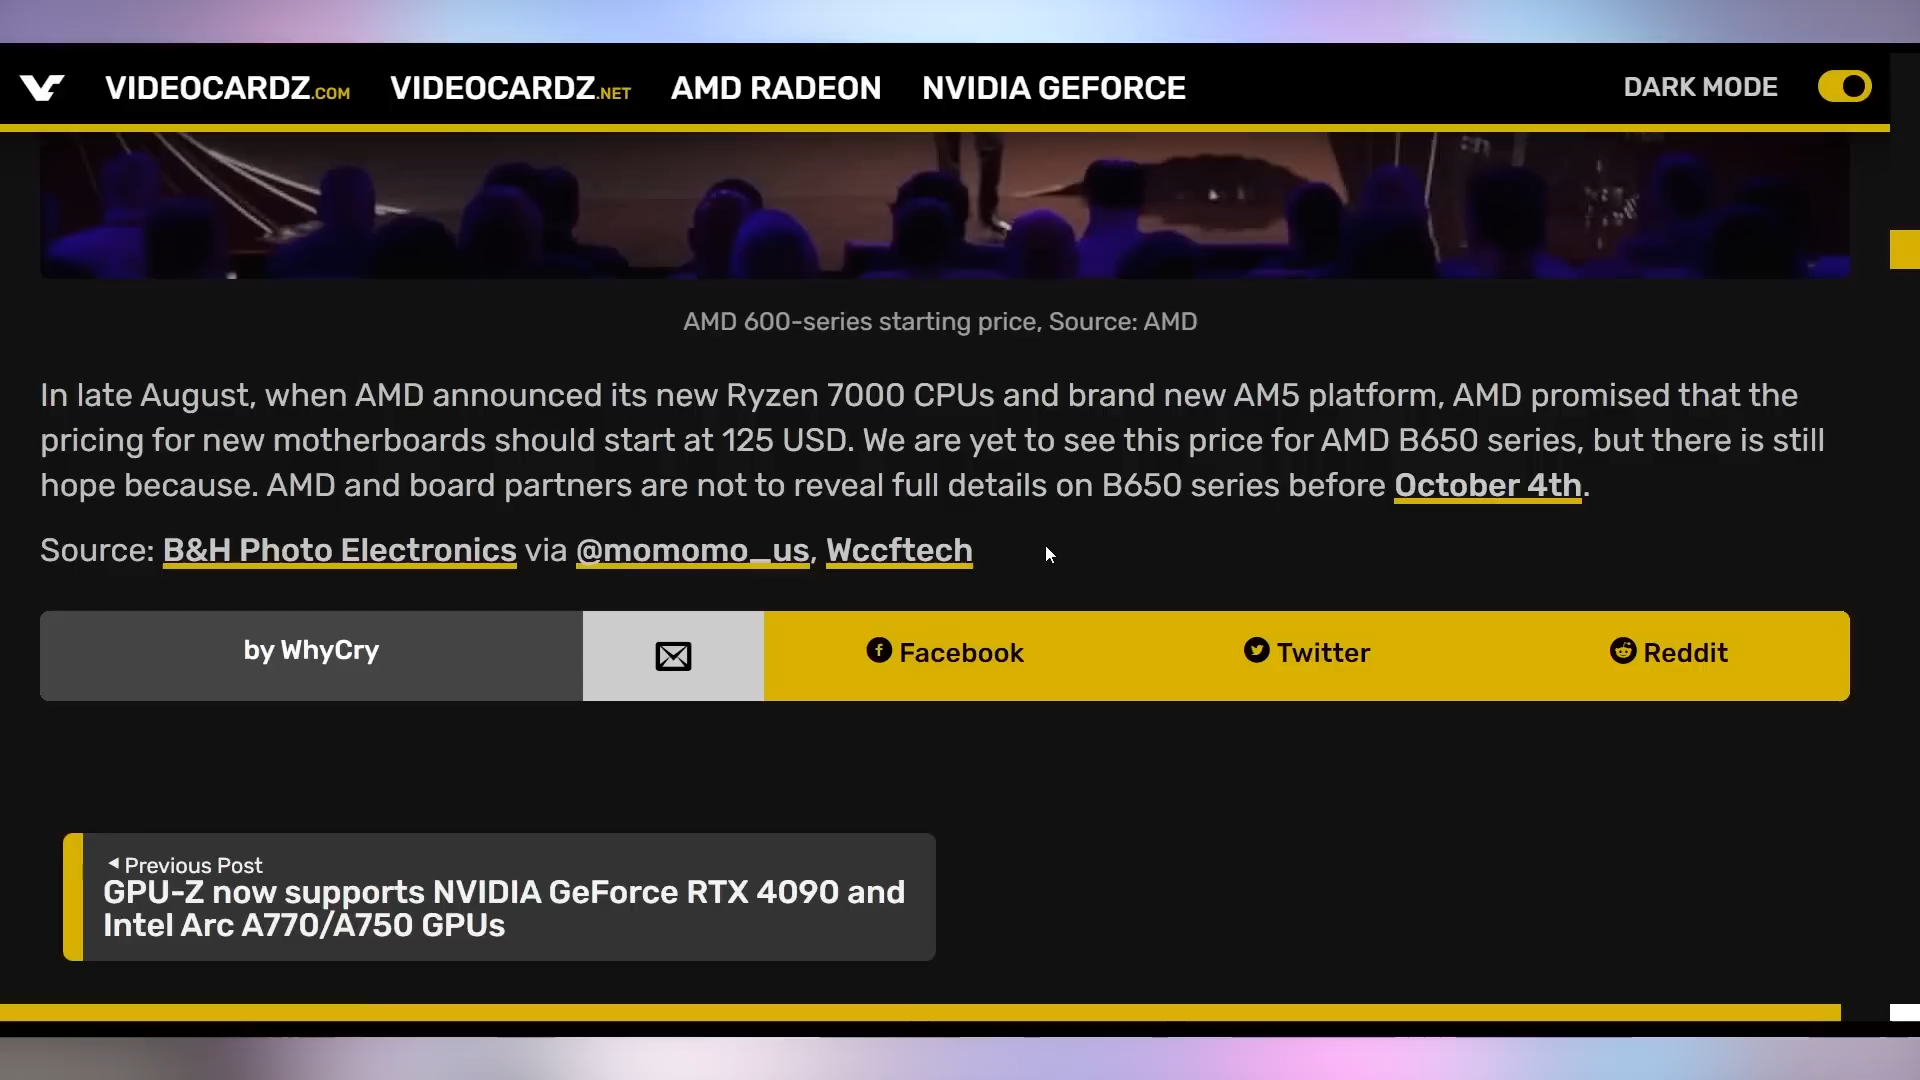 VIDEOCARDZ.COM VIDEOCARDZ.NET AMD RADEON NVIDIA GEFORCE DARK MODE
AMD 600-series starting price, Source: AMD
In late August, when AMD announced its new Ryzen 7000 CPUs and brand new AM5 platform, AMD promised that the
pricing for new motherboards should start at 125 USD. We are yet to see this price for AMD B650 series, but there is still
hope because. AMD and board partners are not to reveal full details on B650 series before October 4th.
Source: B&H Photo Electronics via @momomo_us, Wccftech
by WhyCry Facebook Twitter Reddit
Previous Post
GPU-Z now supports NVIDIA GeForce RTX 4090 and
Intel Arc A770/A750 GPUs